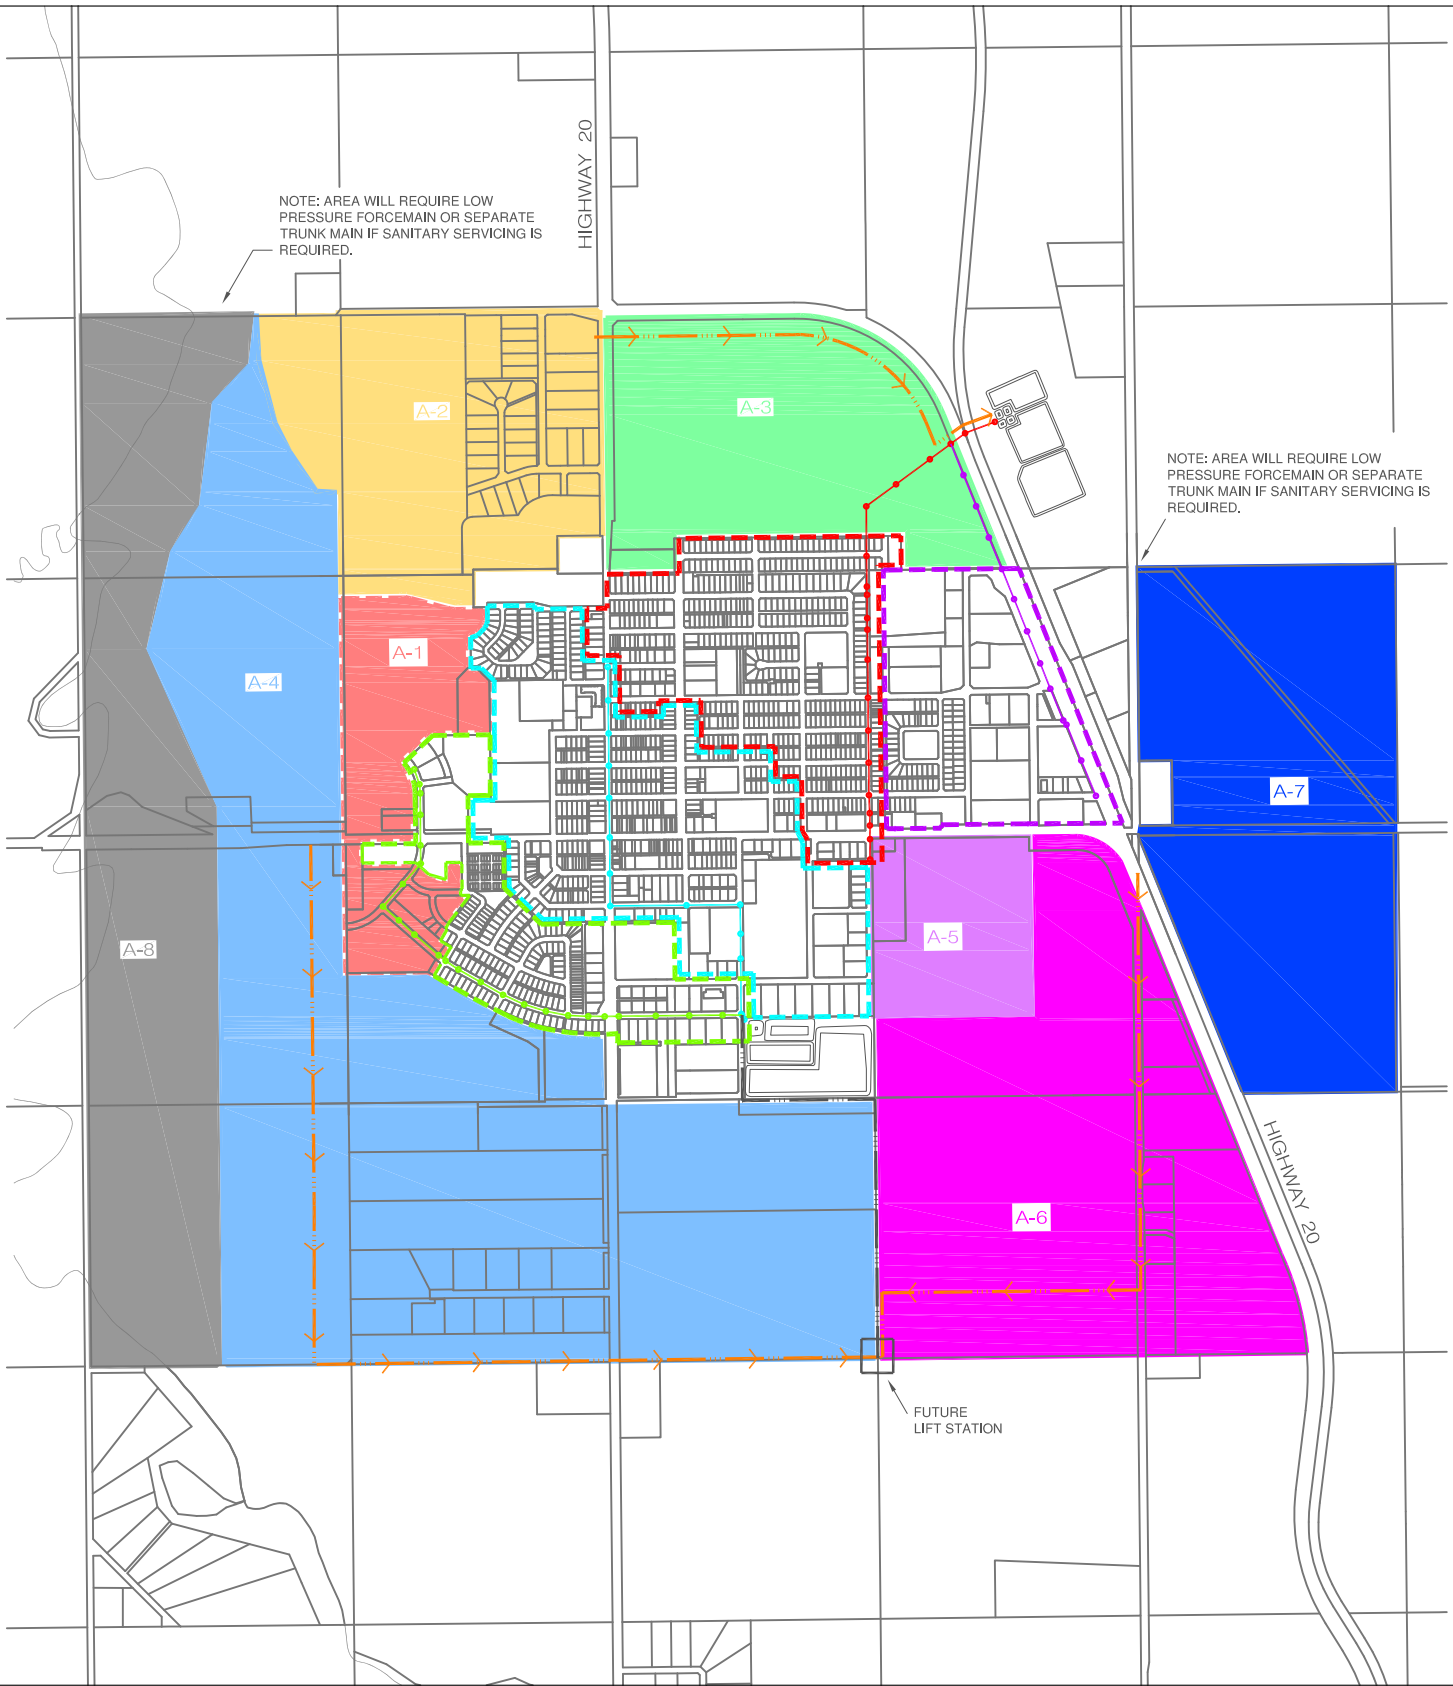 HIGHWAY 20
NOTE: AREA WILL REQUIRE LOW
PRESSURE FORCEMAIN OR SEPARATE
TRUNK MAIN IF SANITARY SERVICING IS
REQUIRED.
A-2
A-3
NOTE: AREA WILL REQUIRE LOW
PRESSURE FORCEMAIN OR SEPARATE
TRUNK MAIN IF SANITARY SERVICING IS
REQUIRED.
A-1
A-4
A-7
A-5
A-8
HIGHWAY 20
A-6
FUTURE
LIFT STATION